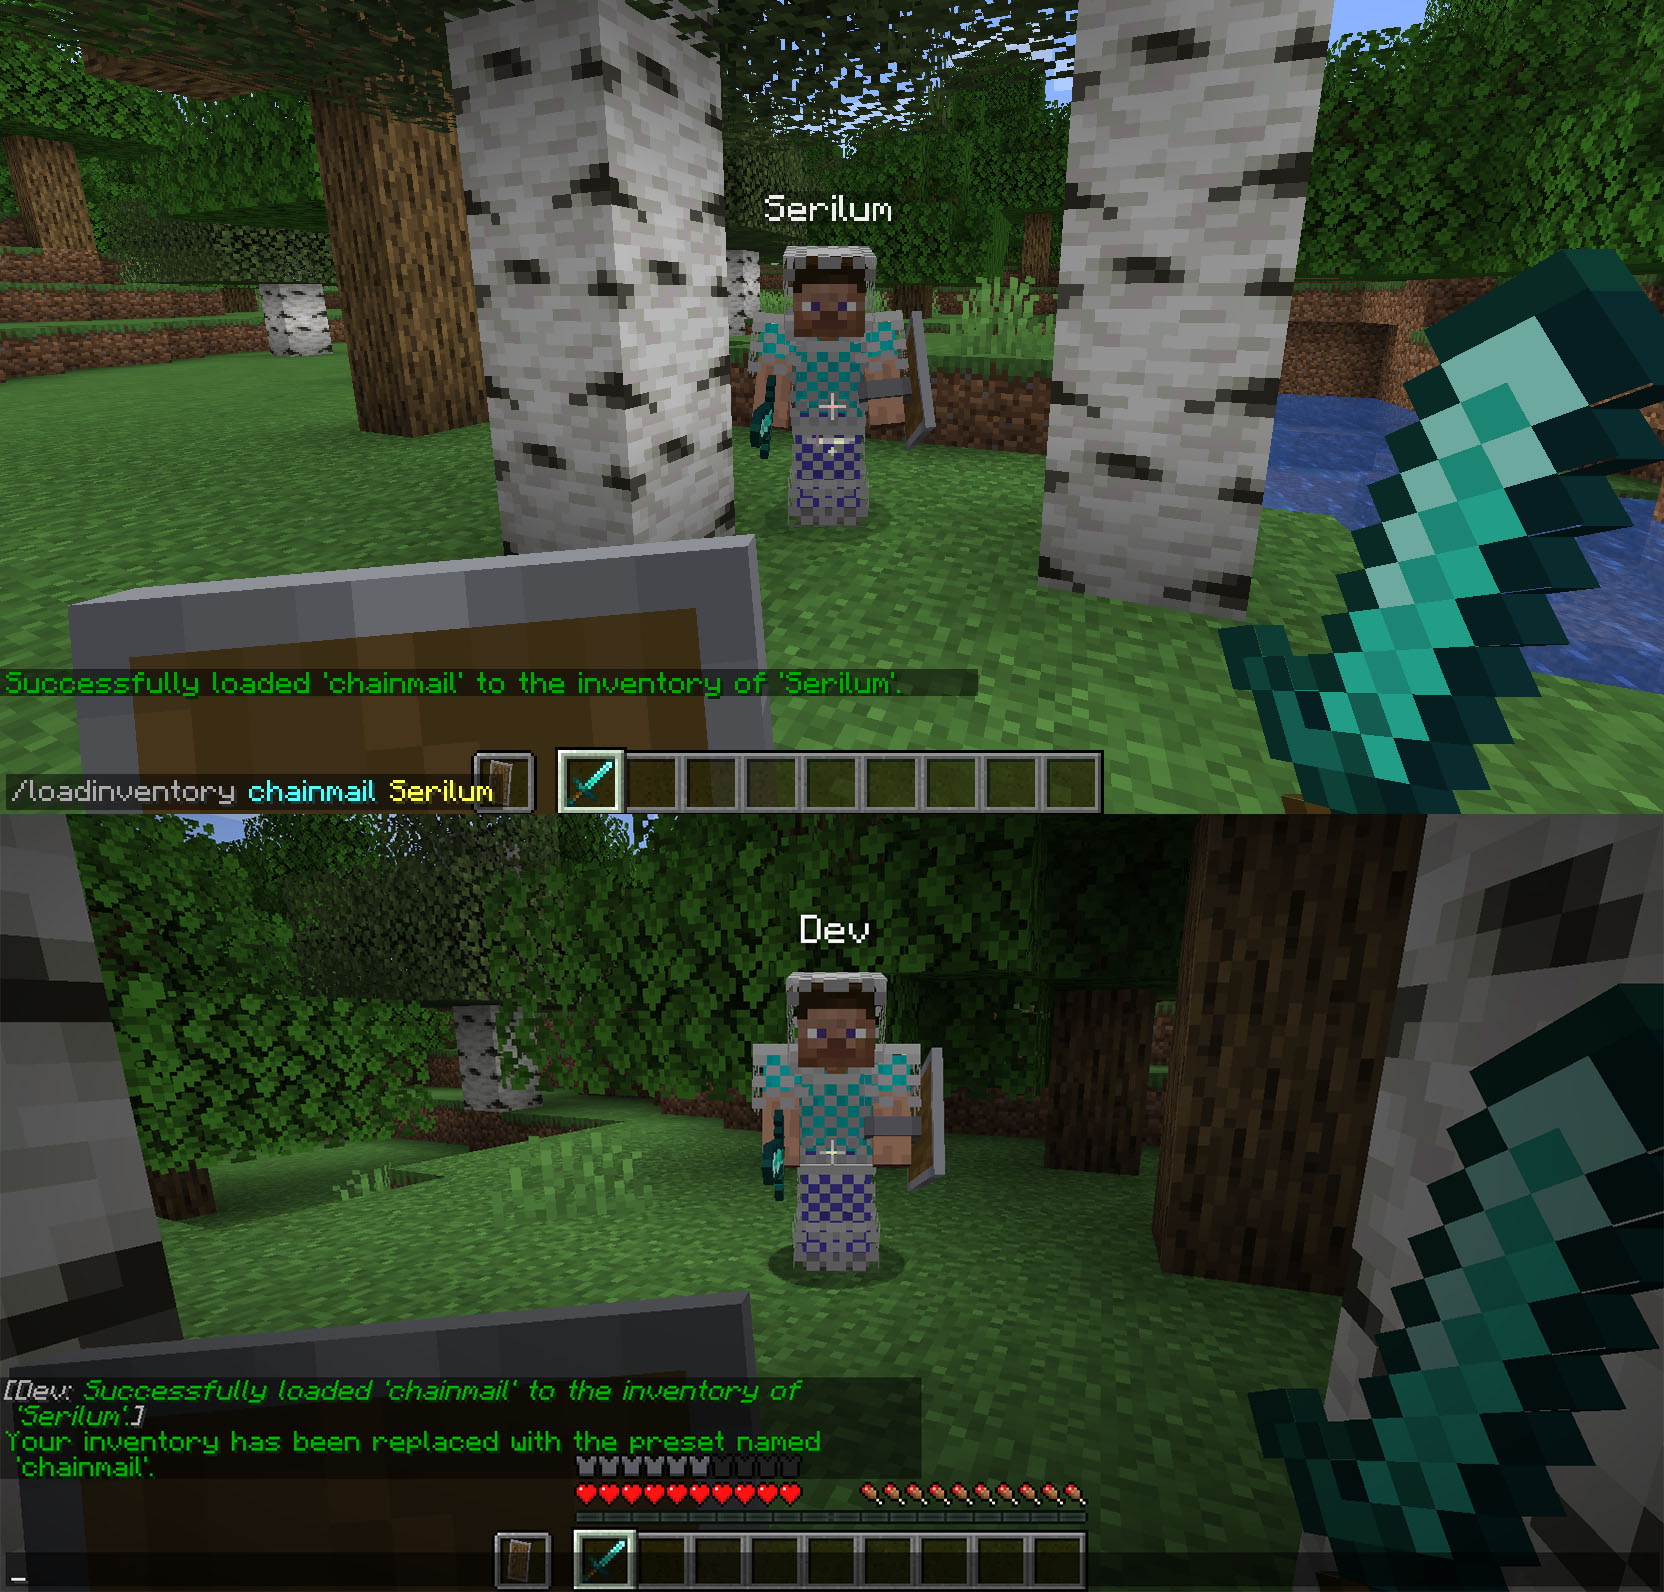 Serilum
Successfully loaded 'chainmail' to the inventory of 'Serilum'.
/loadinventory chainmail Serilum
Dev
[Dev: Successfully loaded 'chainmail' to the inventory of
'Serilum'.]
Your inventory has been replaced with the preset named
'chainmail'.
_